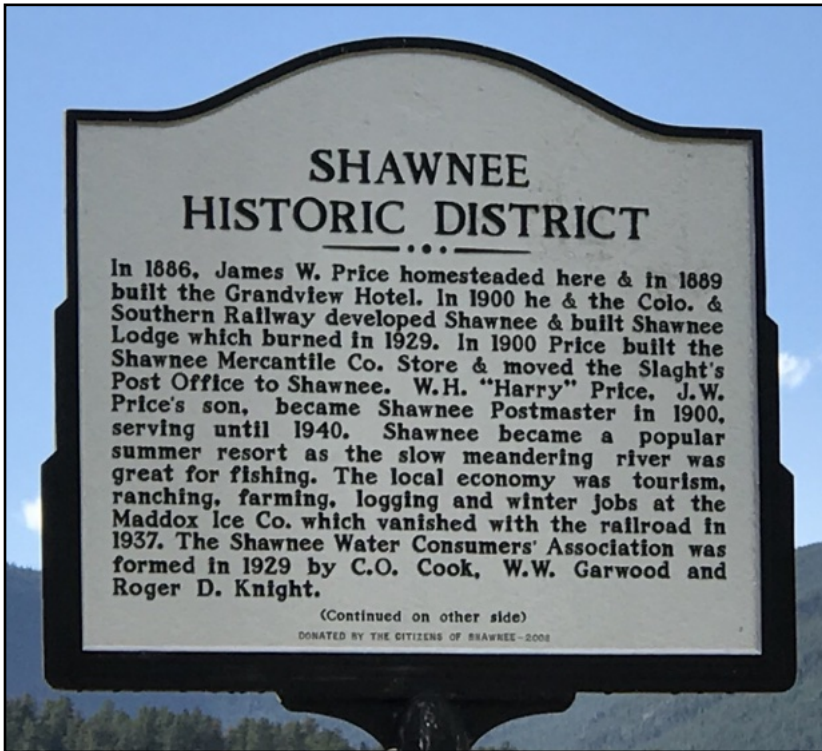 SHAWNEE
HISTORIC DISTRICT
In 1886, James W. Price homesteaded here & in 1889
built the Grandview Hotel. In 1900 he & the Colo. &
Southern Railway developed Shawnee & built Shawnee
Lodge which burned in 1929. In 1900 Price built the
Shawnee Mercantile Co. Store & moved the Slaght's
Post Office to Shawnee. W.H. "Harry" Price, J.W.
Price's son, became Shawnee Postmaster in 1900,
serving until 1940. Shawnee became a popular
summer resort as the slow meandering river was
great for fishing. The local economy was tourism,
ranching, farming, logging and winter jobs at the
Maddox Ice Co. which vanished with the railroad in
1937. The Shawnee Water Consumers' Association was
formed in 1929 by C.O. Cook, W.W. Garwood and
Roger D. Knight.
(Continued on other side)
DONATED BY THE CITIZENS OF SHAWNEE-2008